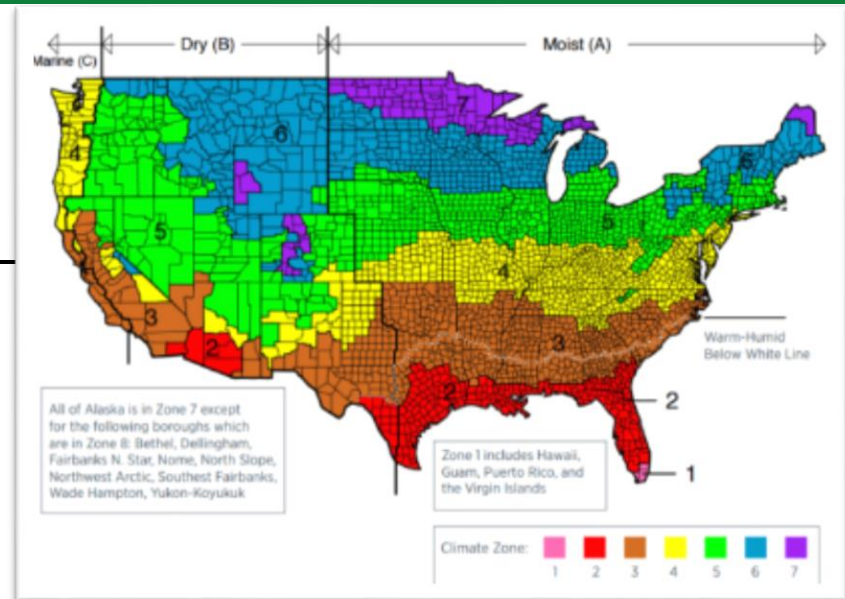 Dry (B)
Moist (A)
Marine (C)
7
6
6
4
5
5
4
3
3
2
2
Warm-Humid
Below White Line
2
1
All of Alaska is in Zone 7 except
for the following boroughs which
are in Zone 8: Bethel, Dellingham,
Fairbanks N. Star, Nome, North Slope,
Northwest Arctic, Southest Fairbanks,
Wade Hampton, Yukon-Koyukuk
Zone 1 includes Hawaii,
Guam, Puerto Rico, and
the Virgin Islands
Climate Zone:
1 2 3 4 5 6 7